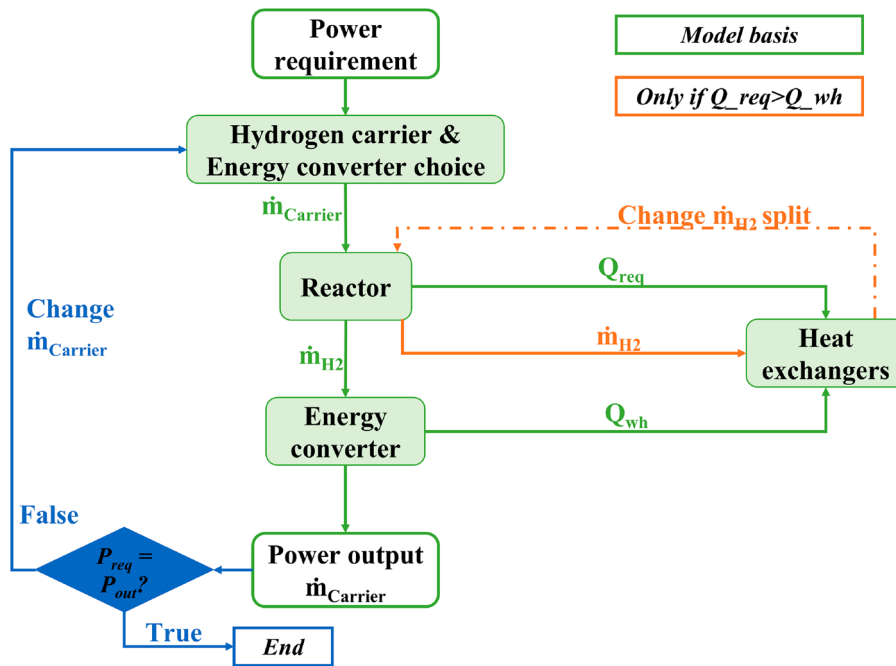 Power
requirement
Model basis
Only if Q_req>Q_wh
Hydrogen carrier &
Energy converter choice
ṁCarrier
Change ṁH2 split
Reactor
Qreq
Change
ṁCarrier
ṁH2
ṁH2
Heat
exchangers
Energy
converter
Qwh
False
Preq =
Pout?
Power output
ṁCarrier
True
End